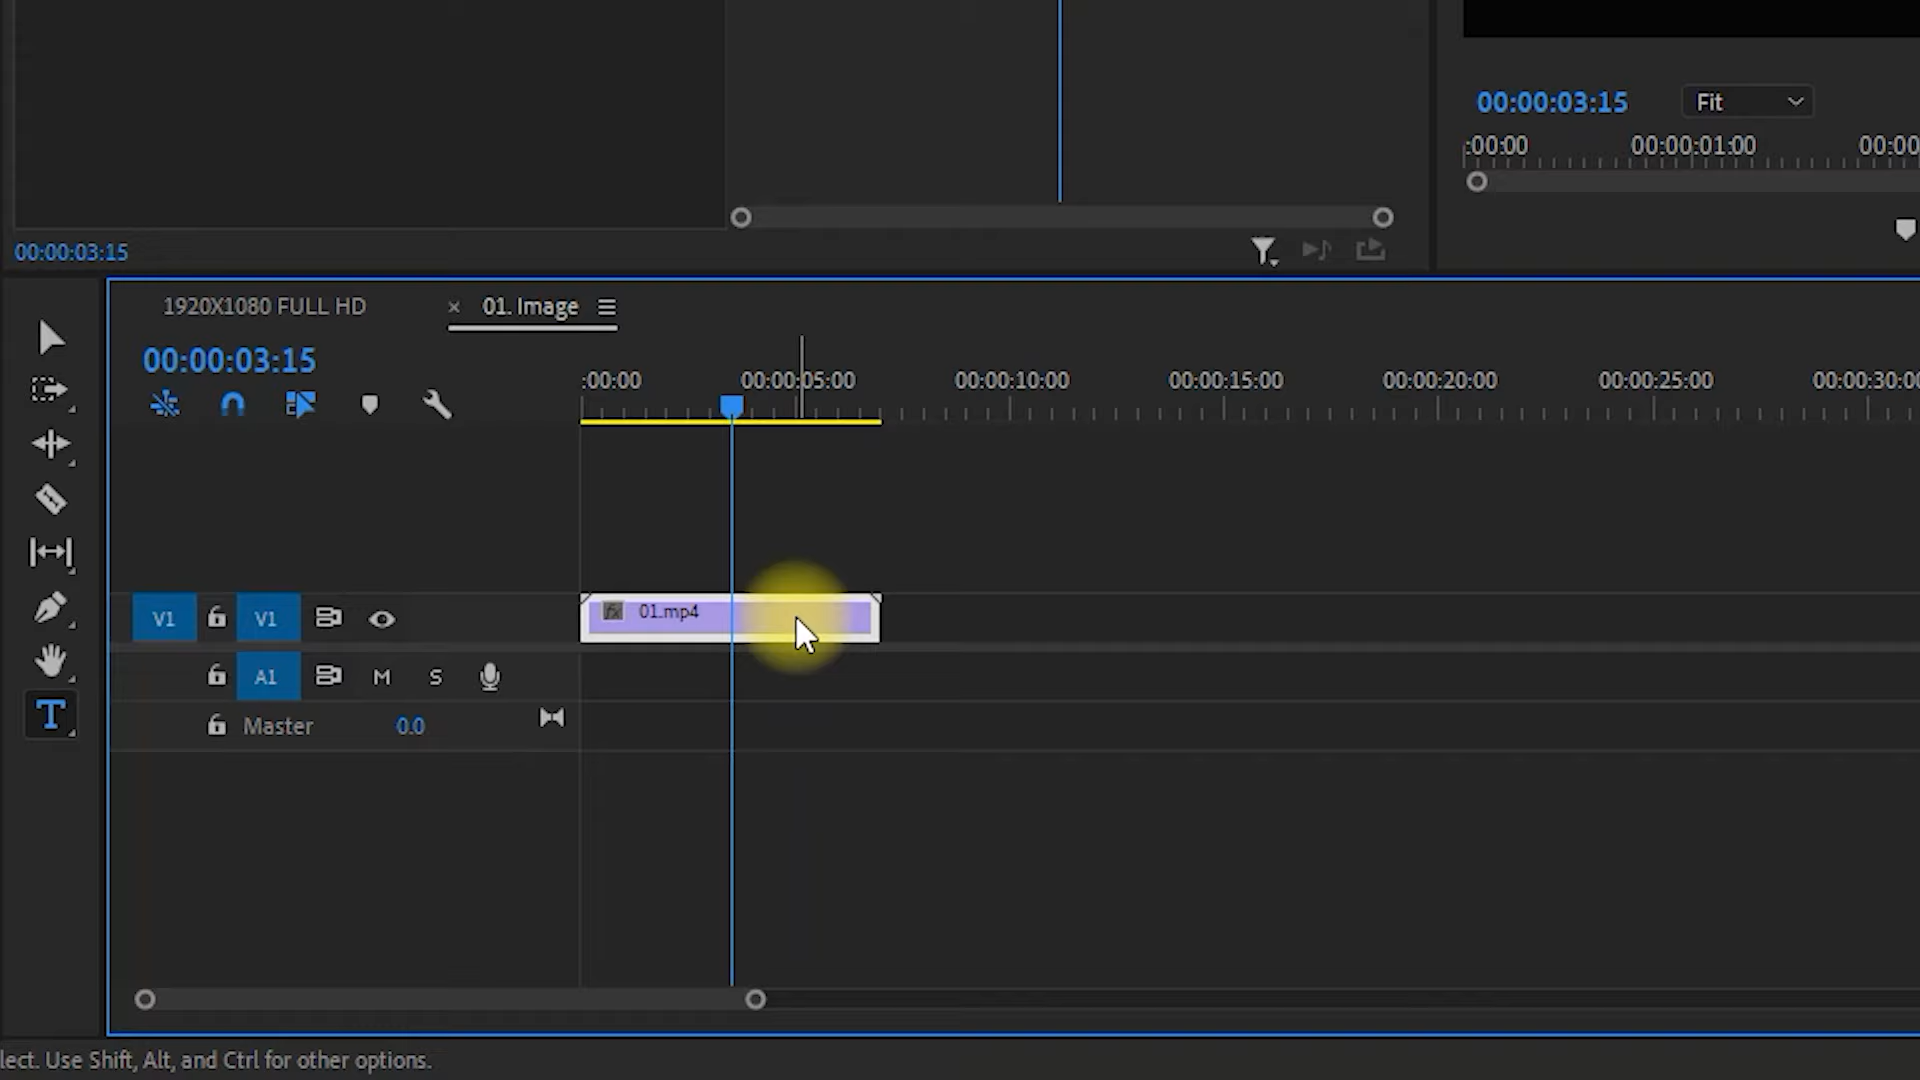 00:00:03:15
Fit
:00:00
00:00:01:00
00:00
00:00:03:15
1920X1080 FULL HD
× 01. Image
00:00:03:15
:00:00
00:00:05:00
00:00:10:00
00:00:15:00
00:00:20:00
00:00:25:00
00:00:30:00
V1
V1
fx 01.mp4
A1
M
S
Master
0.0
T
lect. Use Shift, Alt, and Ctrl for other options.